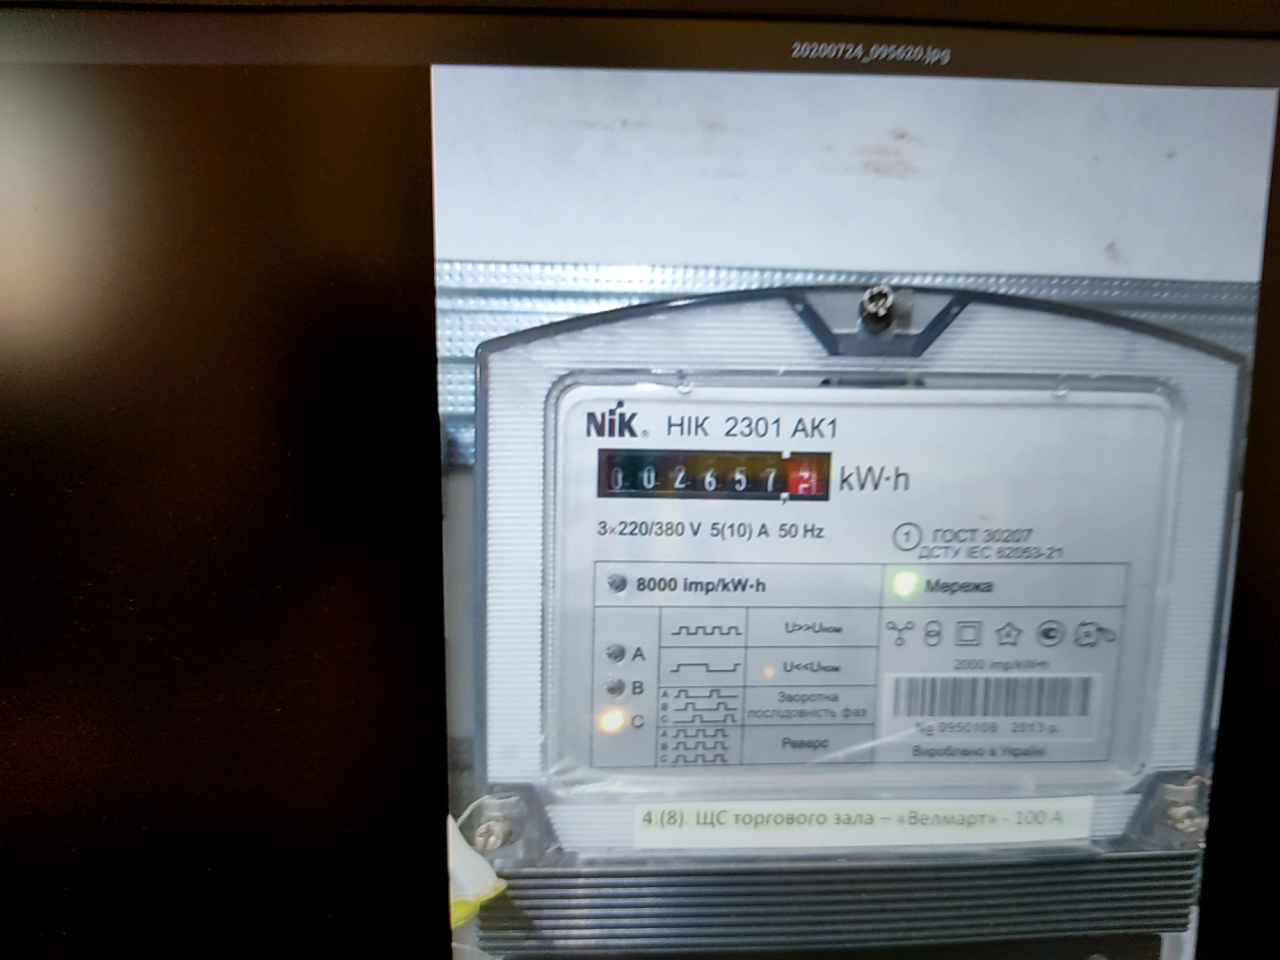 20200724_095620.jpg
NiK® НІК 2301 АК1
0 0 2 6 5 7 kW·h
3×220/380 V 5(10) A 50 Hz
1 ГОСТ 30207
ДСТУ IEC 62053-21
8000 imp/kW·h
Мережа
A
U>>Uном
B
U<<Uном
C
A
B
C
Зворотна
послідовність фаз
A
B
C
Реверс
2000 imp/kW·h
№ 0950108 2013 р.
Вироблено в Україні
4.(8). ЩС торгового зала – «Велмарт» - 100 А